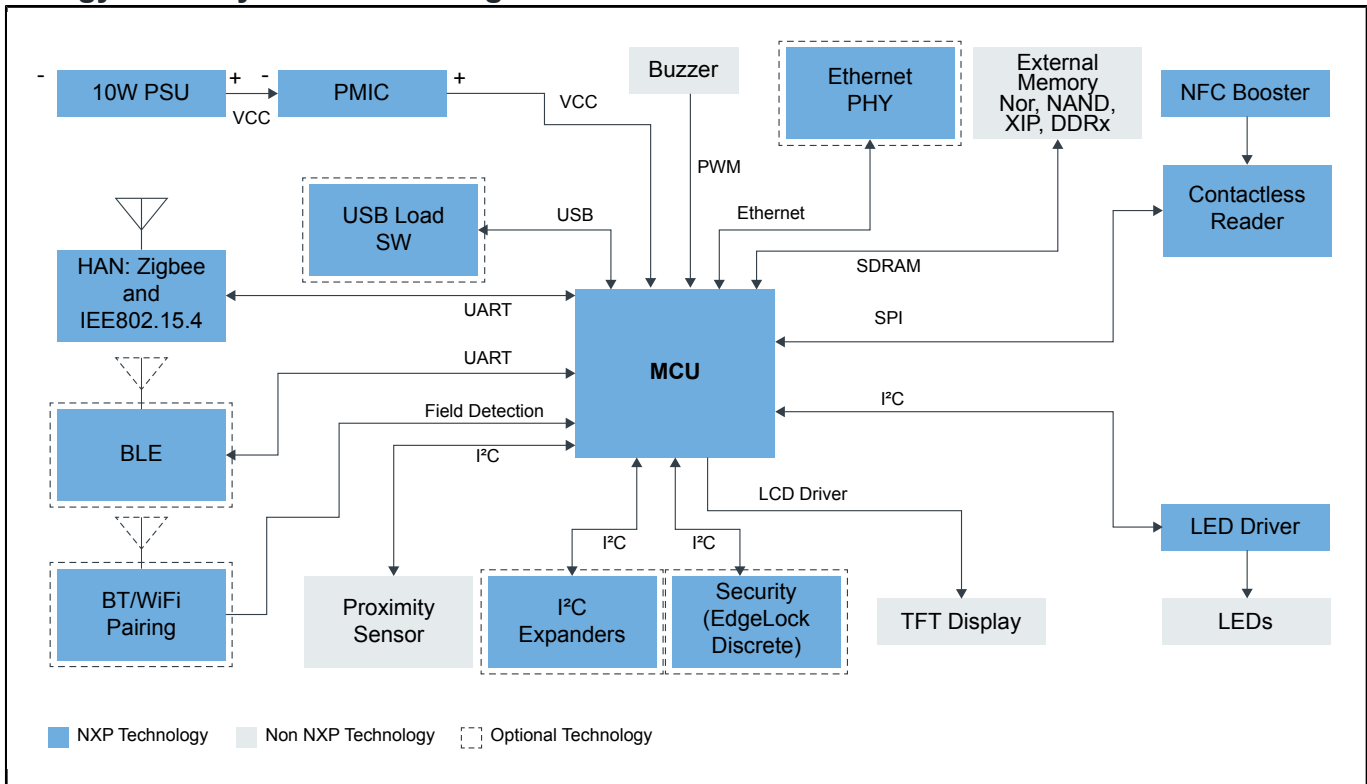 - 10W PSU + - PMIC +
VCC
VCC
Buzzer
PWM
Ethernet
PHY
Ethernet
External
Memory
Nor, NAND,
XIP, DDRx
SDRAM
NFC Booster
Contactless
Reader
SPI
USB Load
SW
USB
HAN: Zigbee
and
IEE802.15.4
UART
MCU
UART
BLE
Field Detection
I²C
I²C
BT/WiFi
Pairing
Proximity
Sensor
I²C
I²C
Expanders
I²C
Security
(EdgeLock
Discrete)
LCD Driver
TFT Display
LED Driver
LEDs
NXP Technology
Non NXP Technology
Optional Technology